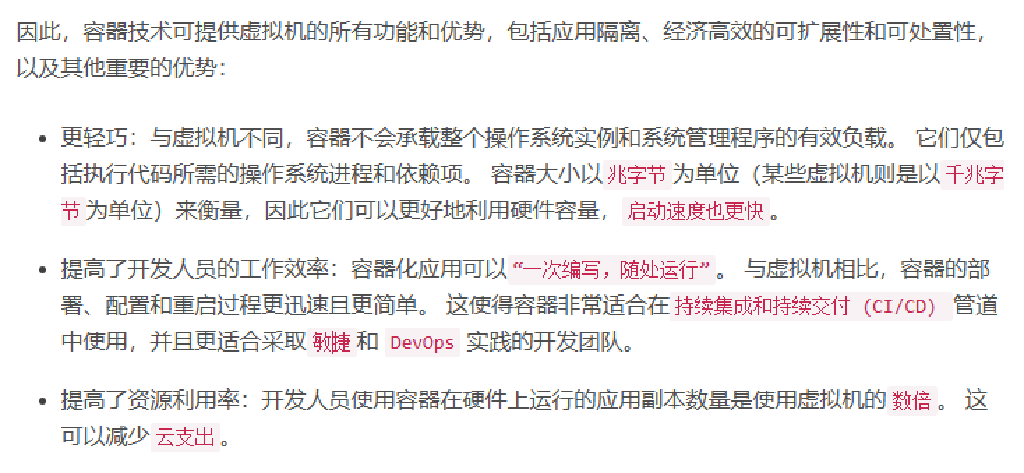 因此，容器技术可提供虚拟机的所有功能和优势，包括应用隔离、经济高效的可扩展性和可处置性，
以及其他重要的优势：
• 更轻巧：与虚拟机不同，容器不会承载整个操作系统实例和系统管理程序的有效负载。 它们仅包
括执行代码所需的操作系统进程和依赖项。 容器大小以 兆字节 为单位（某些虚拟机则是以 千兆字
节 为单位）来衡量，因此它们可以更好地利用硬件容量， 启动速度也更快 。
• 提高了开发人员的工作效率：容器化应用可以 “一次编写，随处运行” 。 与虚拟机相比，容器的部
署、配置和重启过程更迅速且更简单。 这使得容器非常适合在 持续集成和持续交付 (CI/CD) 管道
中使用，并且更适合采取 敏捷 和 DevOps 实践的开发团队。
• 提高了资源利用率：开发人员使用容器在硬件上运行的应用副本数量是使用虚拟机的 数倍 。 这
可以减少 云支出 。